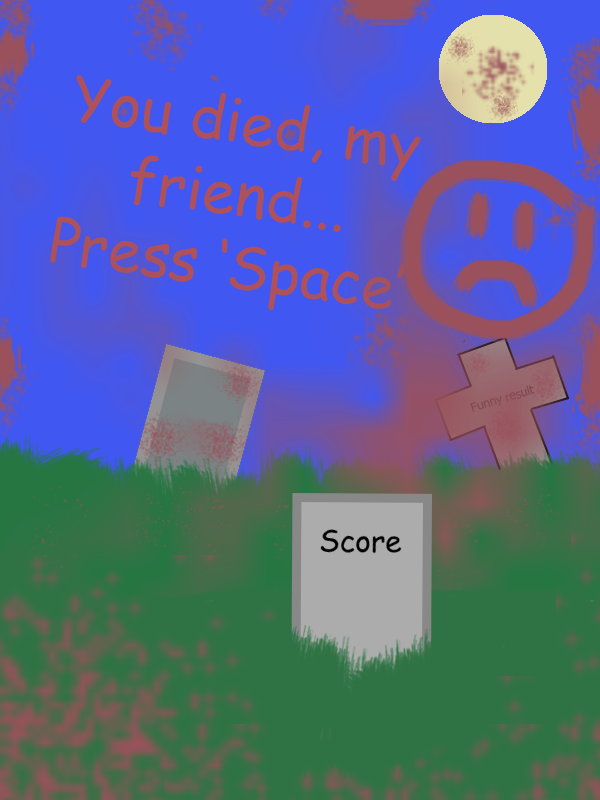 You died, my
friend...
Press 'Space'
Funny result
Score